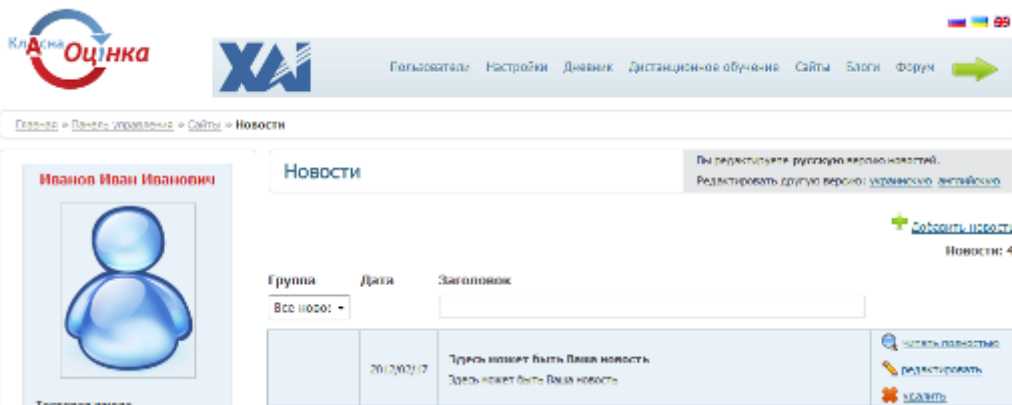 КлАсна Оцінка
ХАІ
Пользователи Настройки Дневник Дистанционное обучение Сайты Блоги Форум
Главная » Панель управления » Сайты » Новости
Иванов Иван Иванович
Новости
Вы редактируете русскую версию новостей.
Редактировать другую версию: украинскую английскую
Добавить новость
Новости: 4
Группа Дата Заголовок
Все новос
2012/02/17
Здесь может быть Ваша новость
Здесь может быть Ваша новость
читать полностью
редактировать
удалить